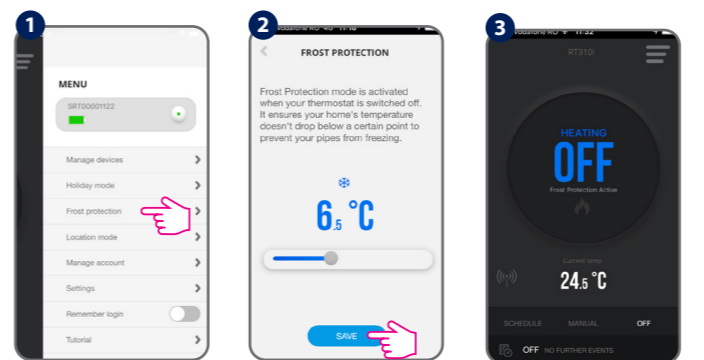 1
MENU
SRT00001122
Manage devices
Holiday mode
Frost protection
Location mode
Manage account
Settings
Remember login
Tutorial
2
FROST PROTECTION
Frost Protection mode is activated
when your thermostat is switched off.
It ensures your home's temperature
doesn't drop below a certain point to
prevent your pipes from freezing.
6.5 °C
SAVE
3
11:32
RT310i
HEATING
OFF
Frost Protection Active
Current temp.
24.5 °C
SCHEDULE MANUAL OFF
OFF NO FURTHER EVENTS